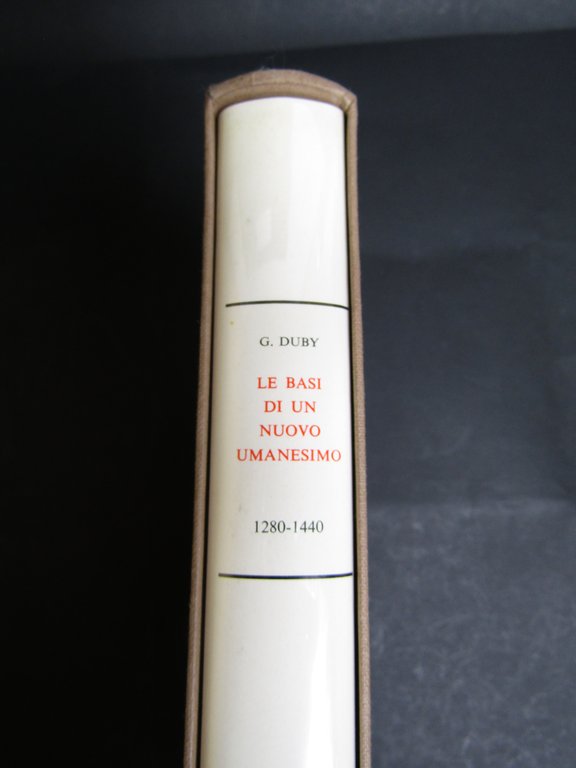 G. DUBY
LE BASI
DI UN
NUOVO
UMANESIMO
1280-1440